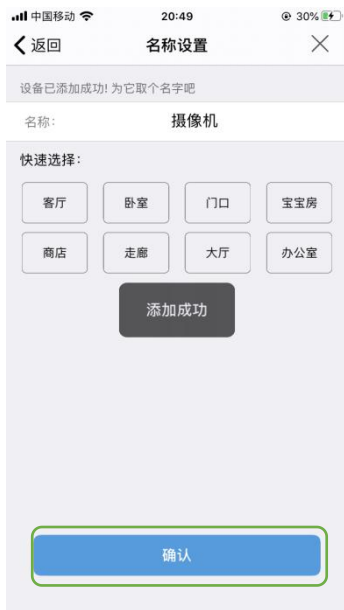 中国移动 20:49 30%
返回 名称设置
设备已添加成功! 为它取个名字吧
名称: 摄像机
快速选择:
客厅 卧室 门口 宝宝房
商店 走廊 大厅 办公室
添加成功
确认